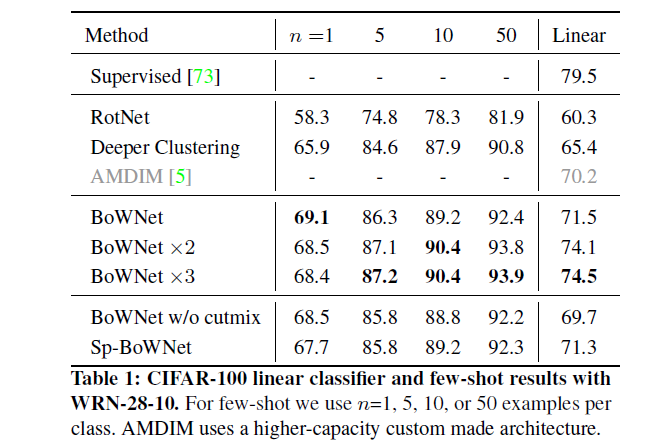 Method n =1 5 10 50 Linear
Supervised [73] - - - - 79.5
RotNet 58.3 74.8 78.3 81.9 60.3
Deeper Clustering 65.9 84.6 87.9 90.8 65.4
AMDIM [5] - - - - 70.2
BoWNet 69.1 86.3 89.2 92.4 71.5
BoWNet ×2 68.5 87.1 90.4 93.8 74.1
BoWNet ×3 68.4 87.2 90.4 93.9 74.5
BoWNet w/o cutmix 68.5 85.8 88.8 92.2 69.7
Sp-BoWNet 67.7 85.8 89.2 92.3 71.3
Table 1: CIFAR-100 linear classifier and few-shot results with
WRN-28-10. For few-shot we use n=1, 5, 10, or 50 examples per
class. AMDIM uses a higher-capacity custom made architecture.